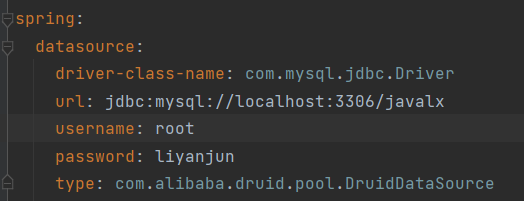 spring:
datasource:
driver-class-name: com.mysql.jdbc.Driver
url: jdbc:mysql://localhost:3306/javalx
username: root
password: liyanjun
type: com.alibaba.druid.pool.DruidDataSource